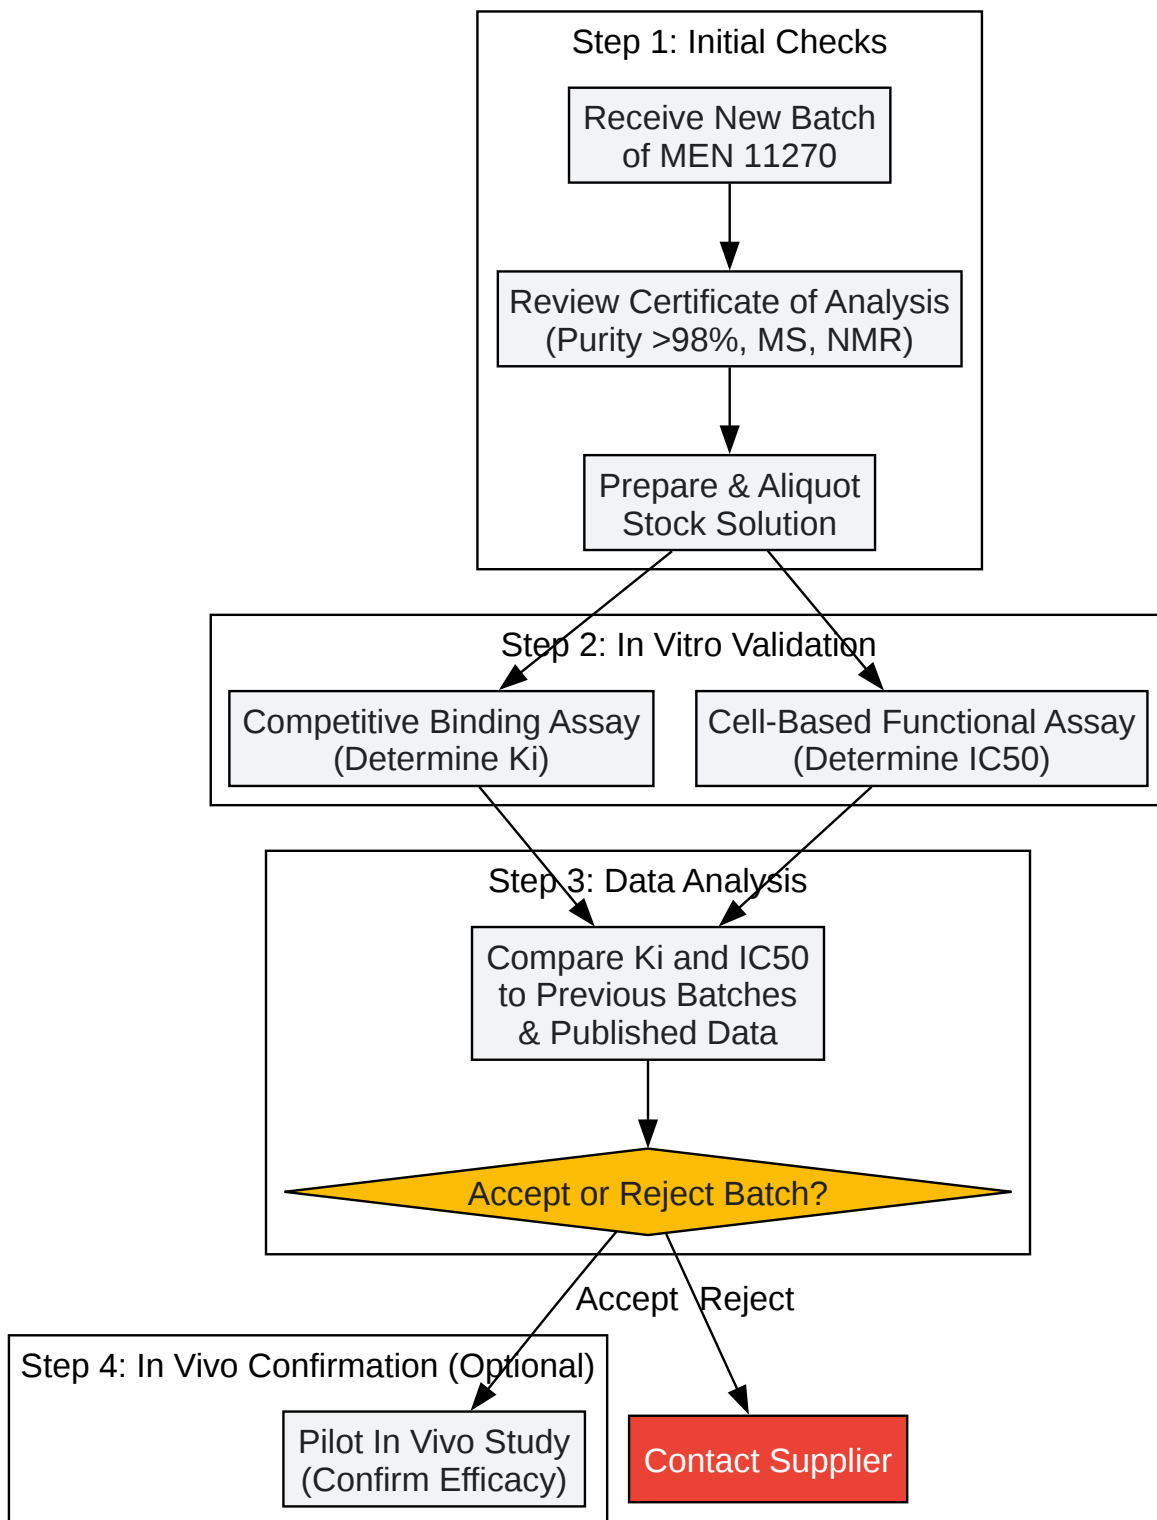 Step 1: Initial Checks
Receive New Batch
of MEN 11270
Review Certificate of Analysis
(Purity >98%, MS, NMR)
Prepare & Aliquot
Stock Solution
Step 2: In Vitro Validation
Competitive Binding Assay
(Determine Ki)
Cell-Based Functional Assay
(Determine IC50)
Step 3: Data Analysis
Compare Ki and IC50
to Previous Batches
& Published Data
Accept or Reject Batch?
Accept
Reject
Step 4: In Vivo Confirmation (Optional)
Pilot In Vivo Study
(Confirm Efficacy)
Contact Supplier